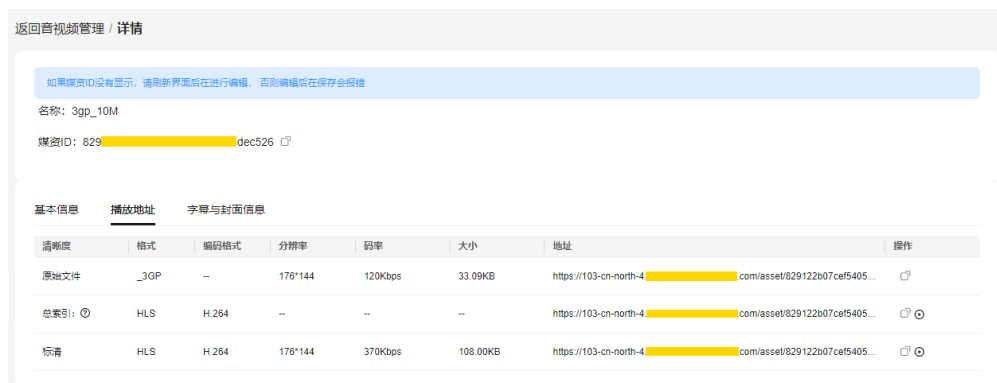 返回音视频管理 / 详情
如果媒资ID没有显示，请刷新界面后在进行编辑， 否则编辑后在保存会报错
名称：3gp_10M
媒资ID：829 dec526
基本信息 播放地址 字幕与封面信息
清晰度 格式 编码格式 分辨率 码率 大小 地址 操作
原始文件 _3GP -- 176*144 120Kbps 33.09KB https://103-cn-north-4. com/asset/829122b07cef5405...
总索引： HLS H.264 -- -- -- https://103-cn-north-4. com/asset/829122b07cef5405...
标清 HLS H.264 176*144 370Kbps 108.00KB https://103-cn-north-4. com/asset/829122b07cef5405...